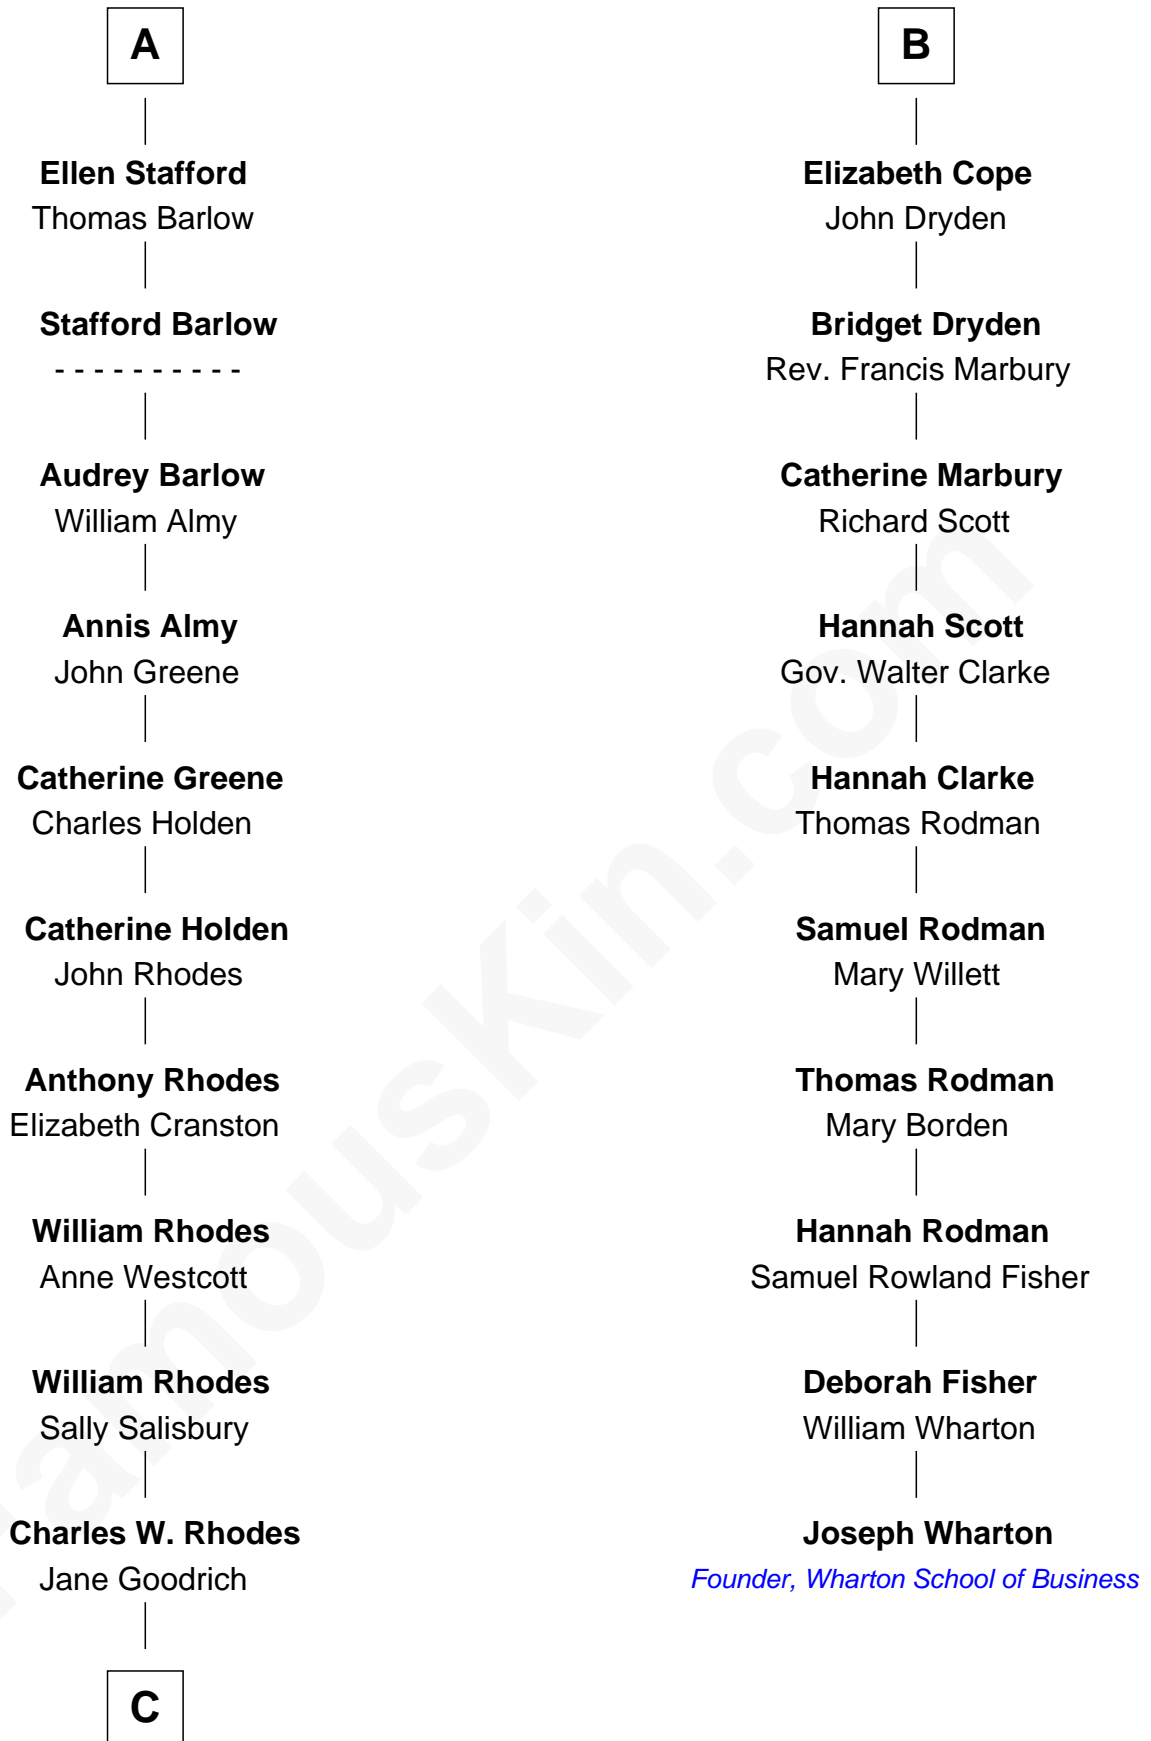 A
Ellen Stafford
Thomas Barlow
Stafford Barlow
- - - - - - - - - -
Audrey Barlow
William Almy
Annis Almy
John Greene
Catherine Greene
Charles Holden
Catherine Holden
John Rhodes
Anthony Rhodes
Elizabeth Cranston
William Rhodes
Anne Westcott
William Rhodes
Sally Salisbury
Charles W. Rhodes
Jane Goodrich
C
B
Elizabeth Cope
John Dryden
Bridget Dryden
Rev. Francis Marbury
Catherine Marbury
Richard Scott
Hannah Scott
Gov. Walter Clarke
Hannah Clarke
Thomas Rodman
Samuel Rodman
Mary Willett
Thomas Rodman
Mary Borden
Hannah Rodman
Samuel Rowland Fisher
Deborah Fisher
William Wharton
Joseph Wharton
Founder, Wharton School of Business
FamousKin.com